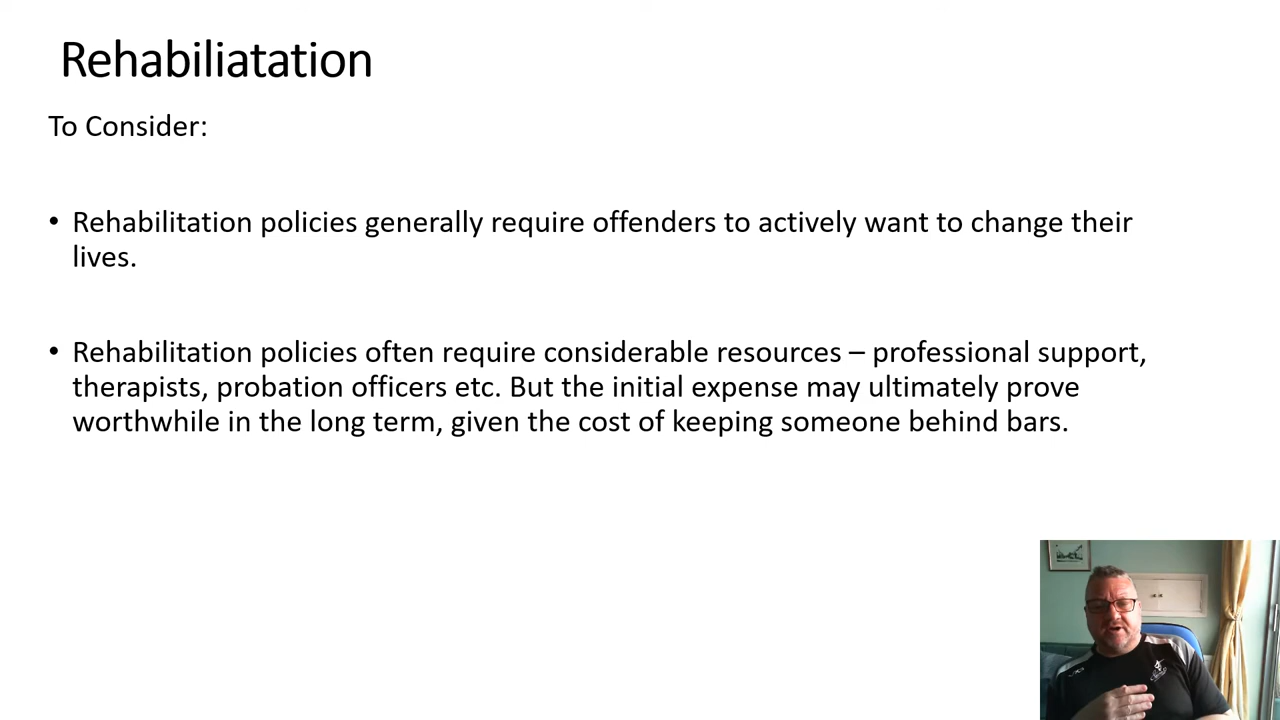 Rehabiliatation
To Consider:
• Rehabilitation policies generally require offenders to actively want to change their
lives.
• Rehabilitation policies often require considerable resources – professional support,
therapists, probation officers etc. But the initial expense may ultimately prove
worthwhile in the long term, given the cost of keeping someone behind bars.